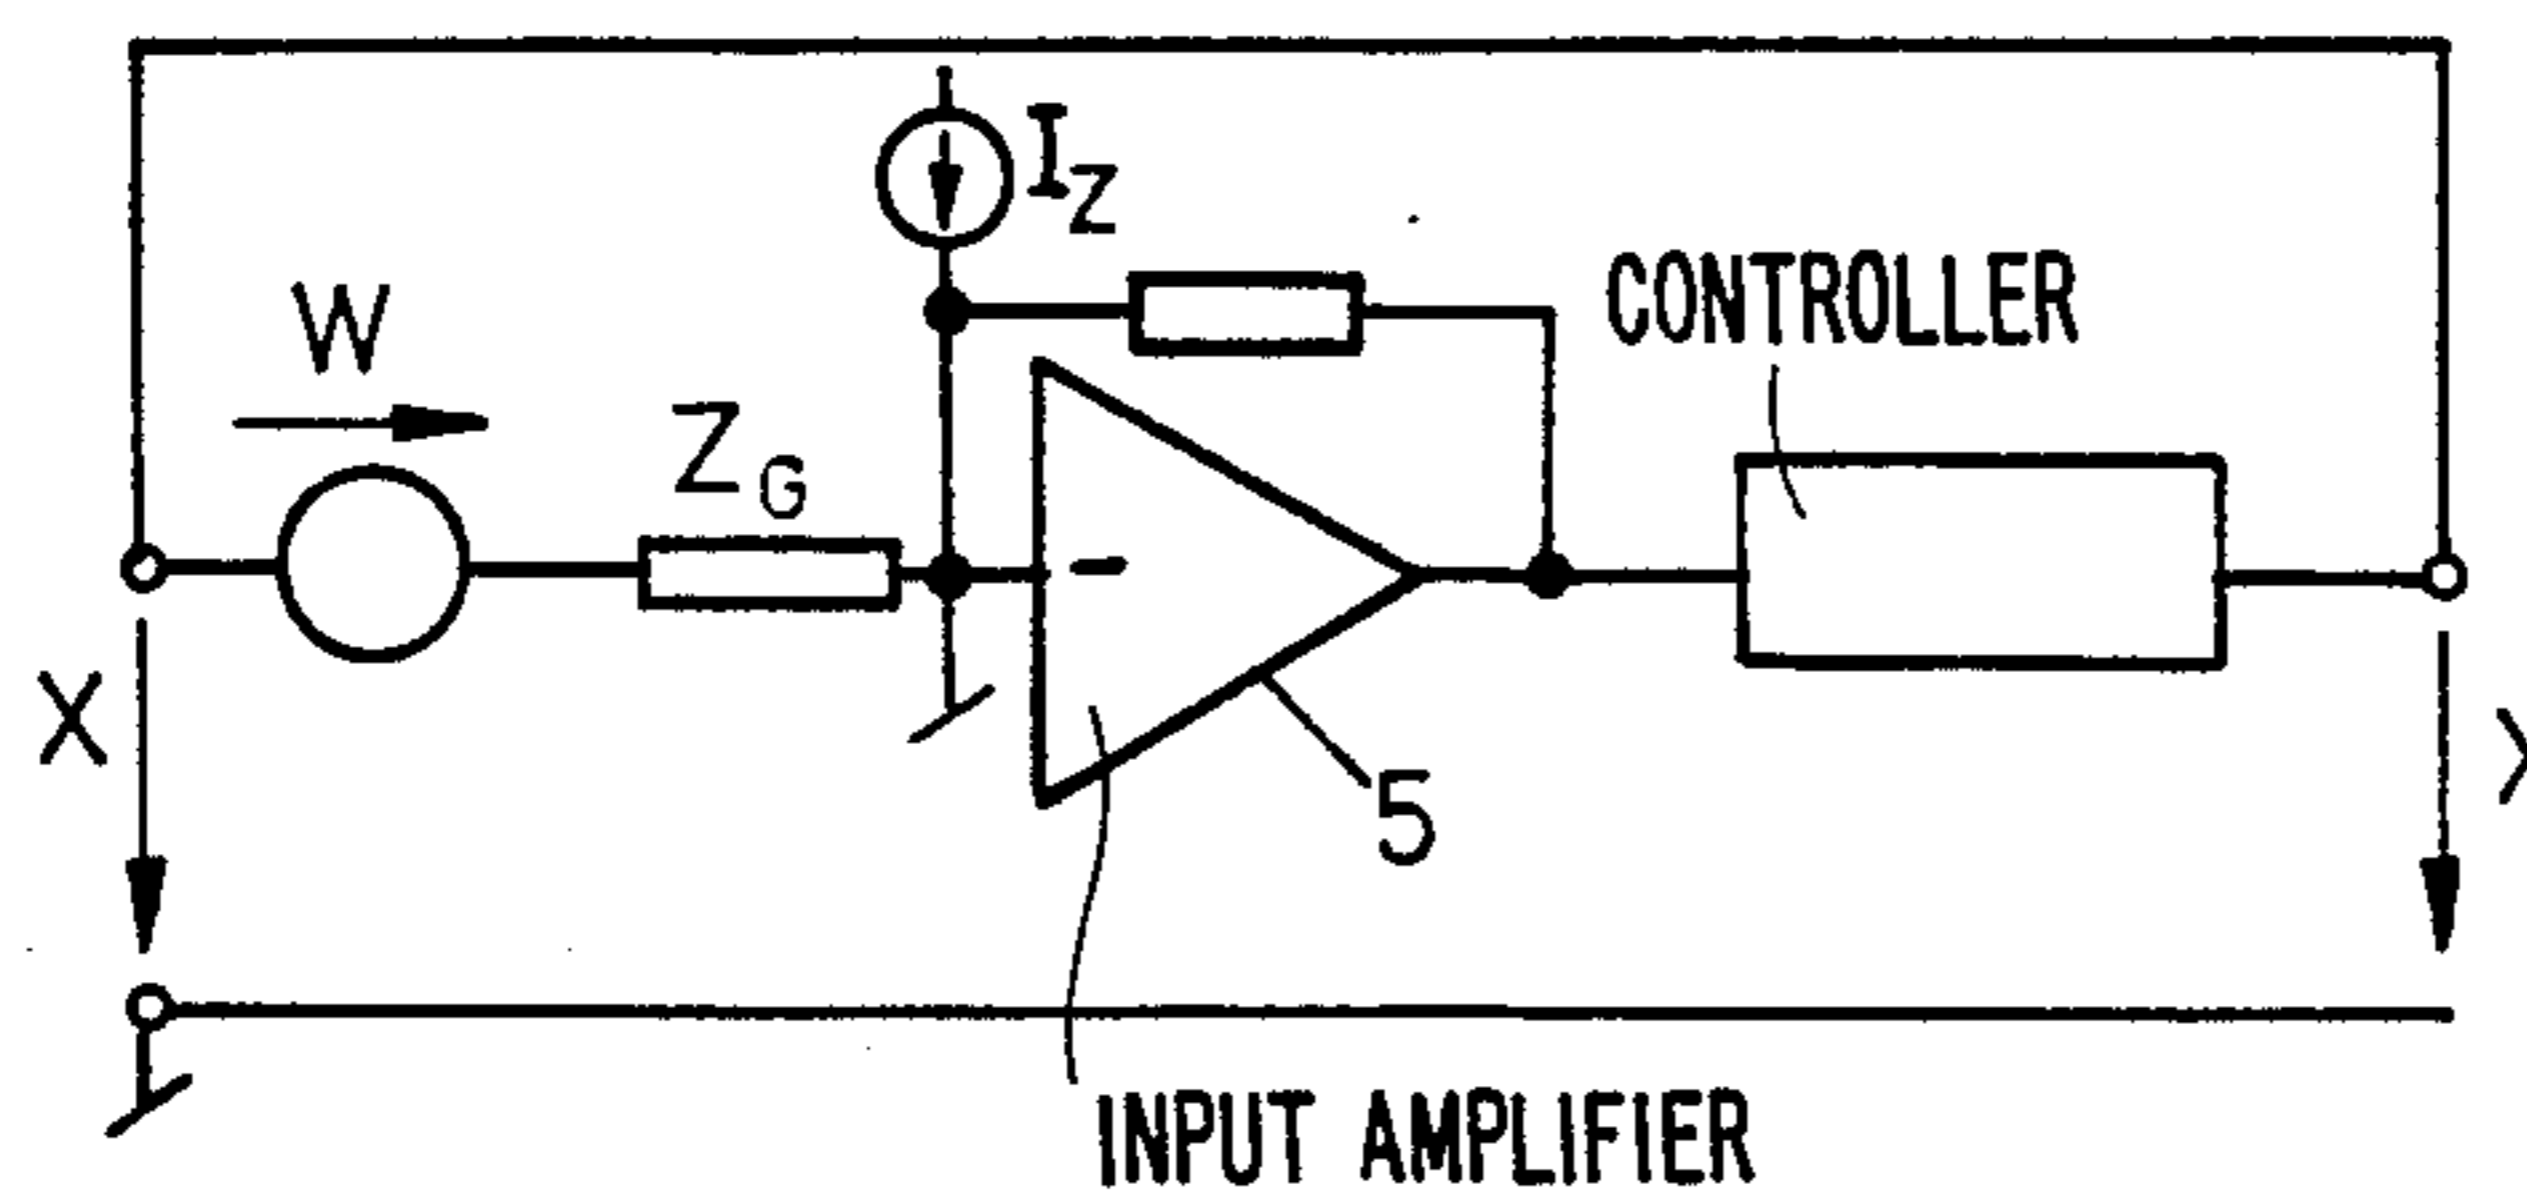 I_Z
W
CONTROLLER
Z_G
-
X
5
INPUT AMPLIFIER